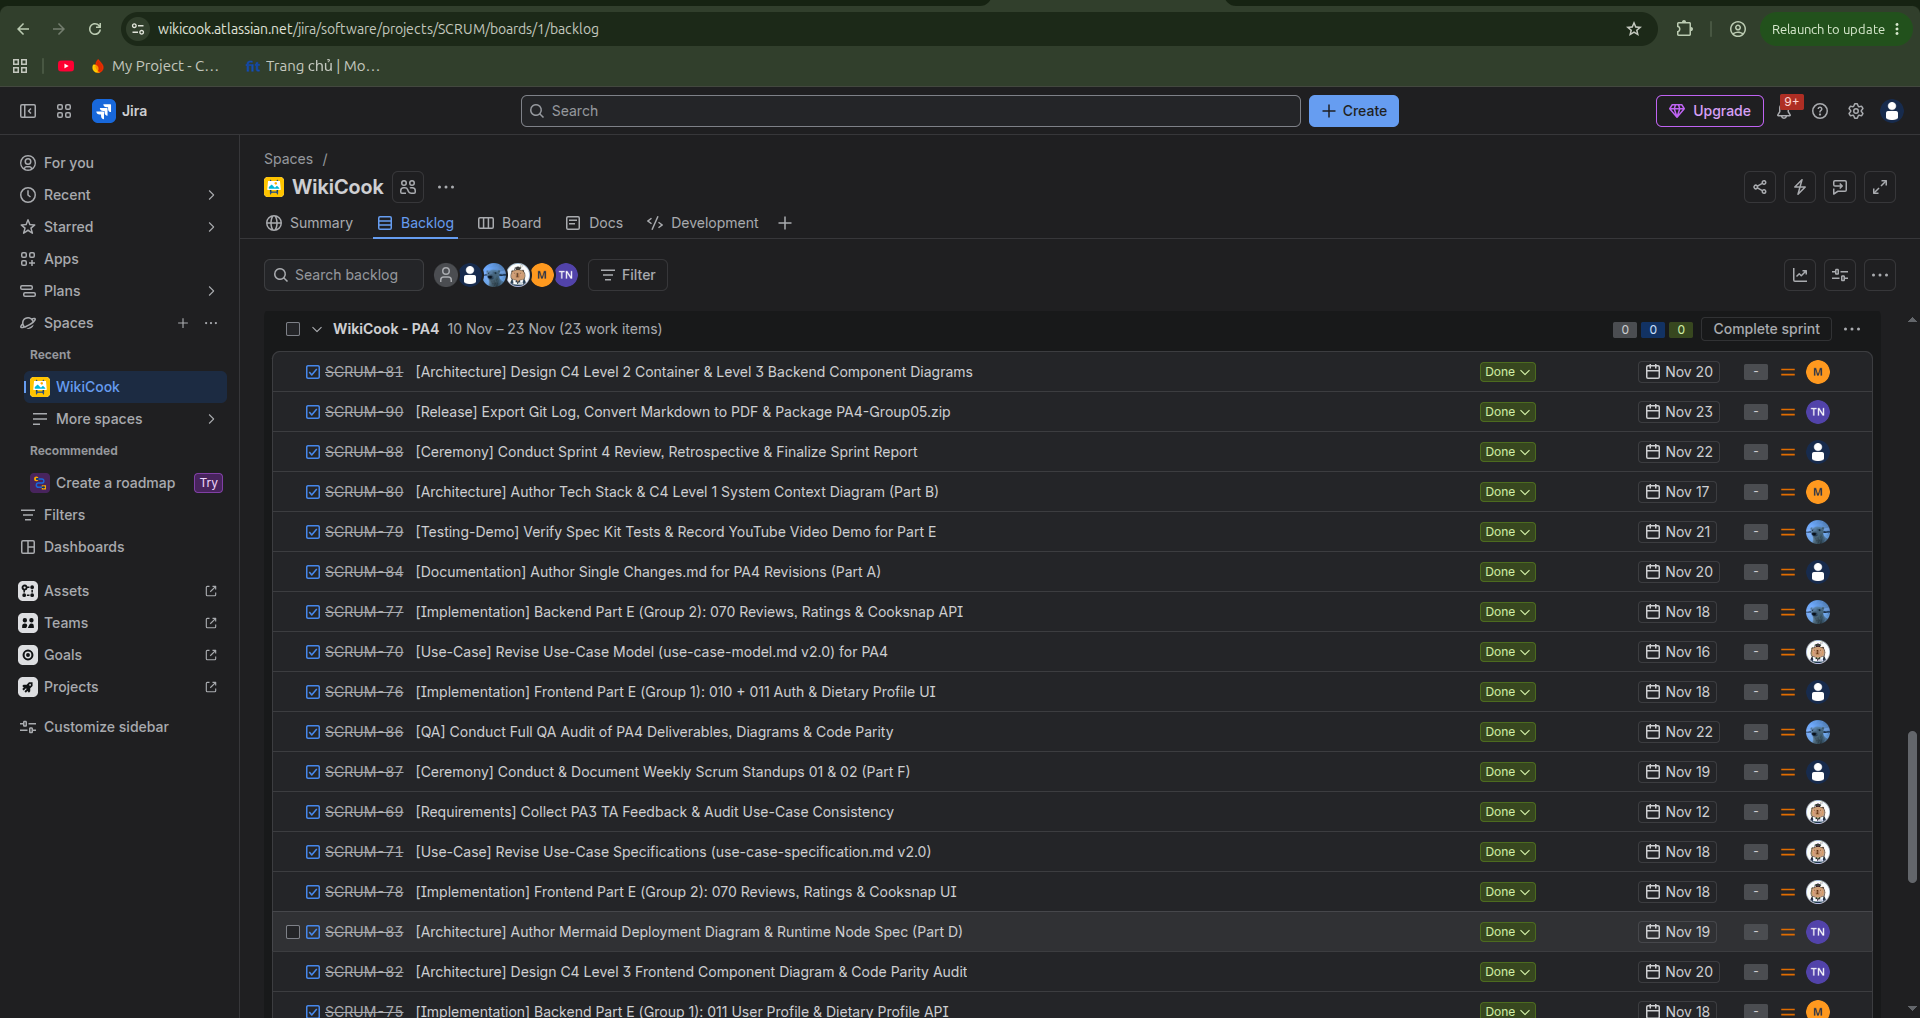 wikicook.atlassian.net/jira/software/projects/SCRUM/boards/1/backlog
Relaunch to update
My Project - C...
fit Trang chủ | Mo...
Jira
Search
Create
Upgrade
9+
For you
Recent
Starred
Apps
Plans
Spaces
Recent
WikiCook
More spaces
Recommended
Create a roadmap Try
Filters
Dashboards
Assets
Teams
Goals
Projects
Customize sidebar
Spaces /
WikiCook
Summary Backlog Board Docs Development
Search backlog M TN Filter
WikiCook - PA4 10 Nov – 23 Nov (23 work items) 0 0 0 Complete sprint
SCRUM-81 [Architecture] Design C4 Level 2 Container & Level 3 Backend Component Diagrams Done Nov 20 - M
SCRUM-90 [Release] Export Git Log, Convert Markdown to PDF & Package PA4-Group05.zip Done Nov 23 - TN
SCRUM-88 [Ceremony] Conduct Sprint 4 Review, Retrospective & Finalize Sprint Report Done Nov 22 -
SCRUM-80 [Architecture] Author Tech Stack & C4 Level 1 System Context Diagram (Part B) Done Nov 17 - M
SCRUM-79 [Testing-Demo] Verify Spec Kit Tests & Record YouTube Video Demo for Part E Done Nov 21 -
SCRUM-84 [Documentation] Author Single Changes.md for PA4 Revisions (Part A) Done Nov 20 -
SCRUM-77 [Implementation] Backend Part E (Group 2): 070 Reviews, Ratings & Cooksnap API Done Nov 18 -
SCRUM-70 [Use-Case] Revise Use-Case Model (use-case-model.md v2.0) for PA4 Done Nov 16 -
SCRUM-76 [Implementation] Frontend Part E (Group 1): 010 + 011 Auth & Dietary Profile UI Done Nov 18 -
SCRUM-86 [QA] Conduct Full QA Audit of PA4 Deliverables, Diagrams & Code Parity Done Nov 22 -
SCRUM-87 [Ceremony] Conduct & Document Weekly Scrum Standups 01 & 02 (Part F) Done Nov 19 -
SCRUM-69 [Requirements] Collect PA3 TA Feedback & Audit Use-Case Consistency Done Nov 12 -
SCRUM-71 [Use-Case] Revise Use-Case Specifications (use-case-specification.md v2.0) Done Nov 18 -
SCRUM-78 [Implementation] Frontend Part E (Group 2): 070 Reviews, Ratings & Cooksnap UI Done Nov 18 -
SCRUM-83 [Architecture] Author Mermaid Deployment Diagram & Runtime Node Spec (Part D) Done Nov 19 - TN
SCRUM-82 [Architecture] Design C4 Level 3 Frontend Component Diagram & Code Parity Audit Done Nov 20 - TN
SCRUM-75 [Implementation] Backend Part E (Group 1): 011 User Profile & Dietary Profile API Done Nov 18 - M